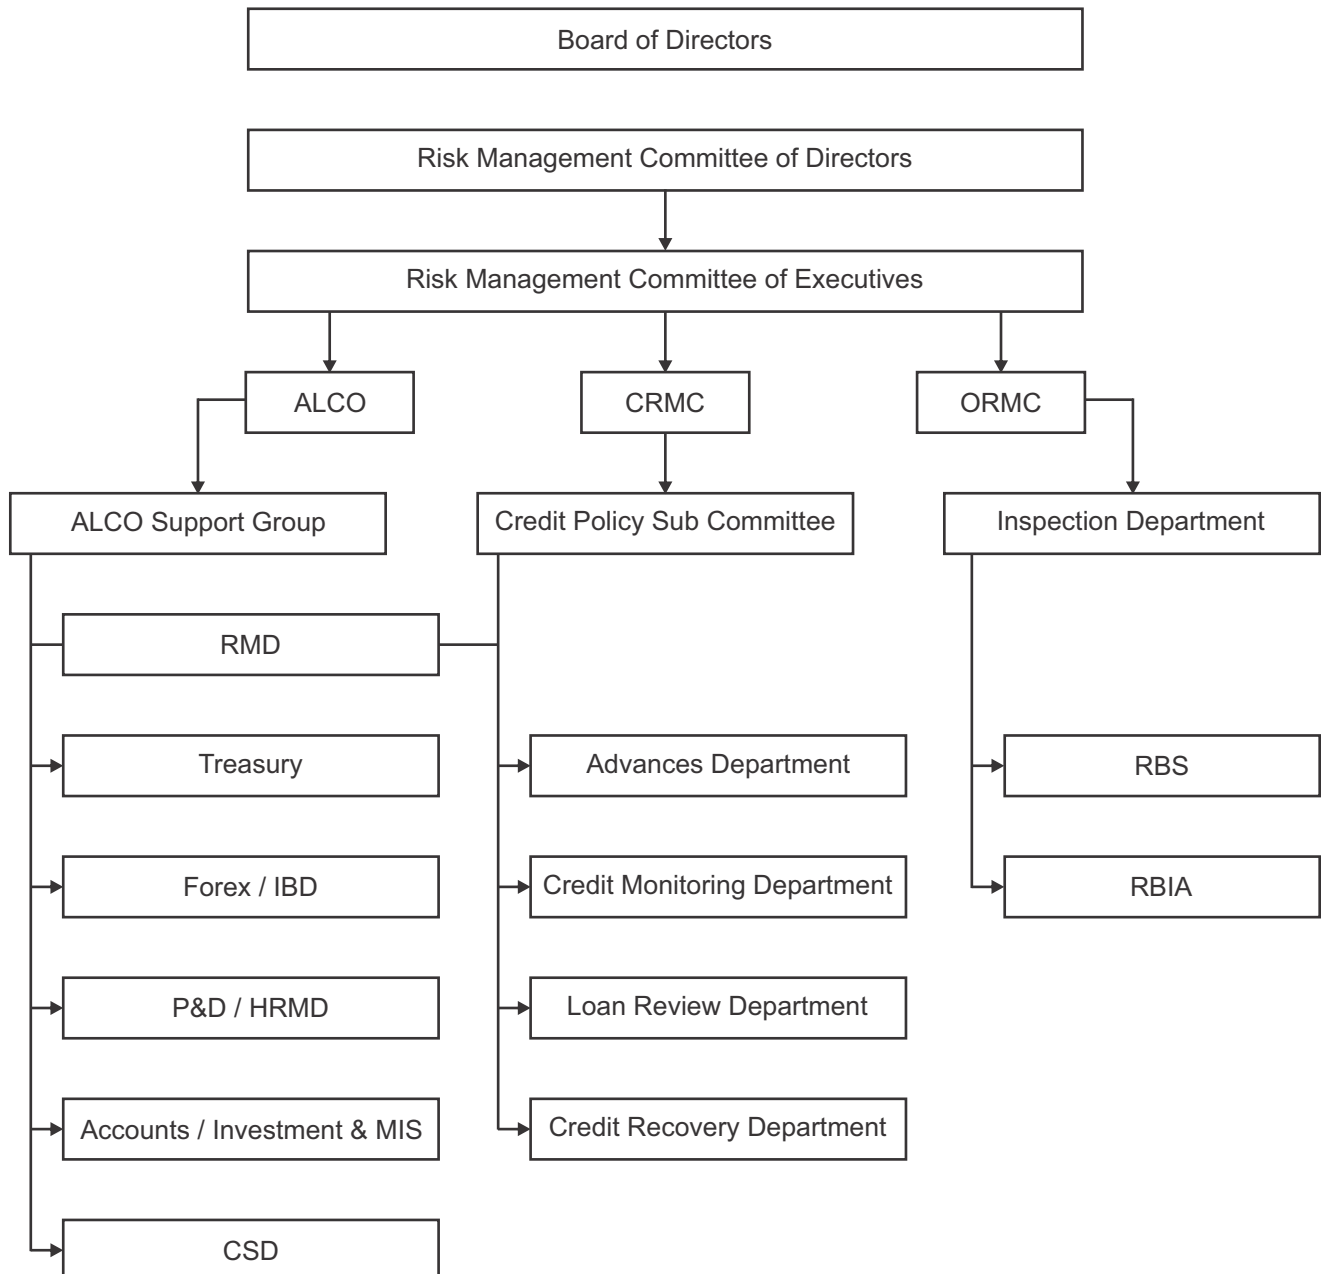 Board of Directors
Risk Management Committee of Directors
Risk Management Committee of Executives
ALCO
CRMC
ORMC
ALCO Support Group
Credit Policy Sub Committee
Inspection Department
RMD
Treasury
Advances Department
RBS
Forex / IBD
Credit Monitoring Department
RBIA
P&D / HRMD
Loan Review Department
Accounts / Investment & MIS
Credit Recovery Department
CSD